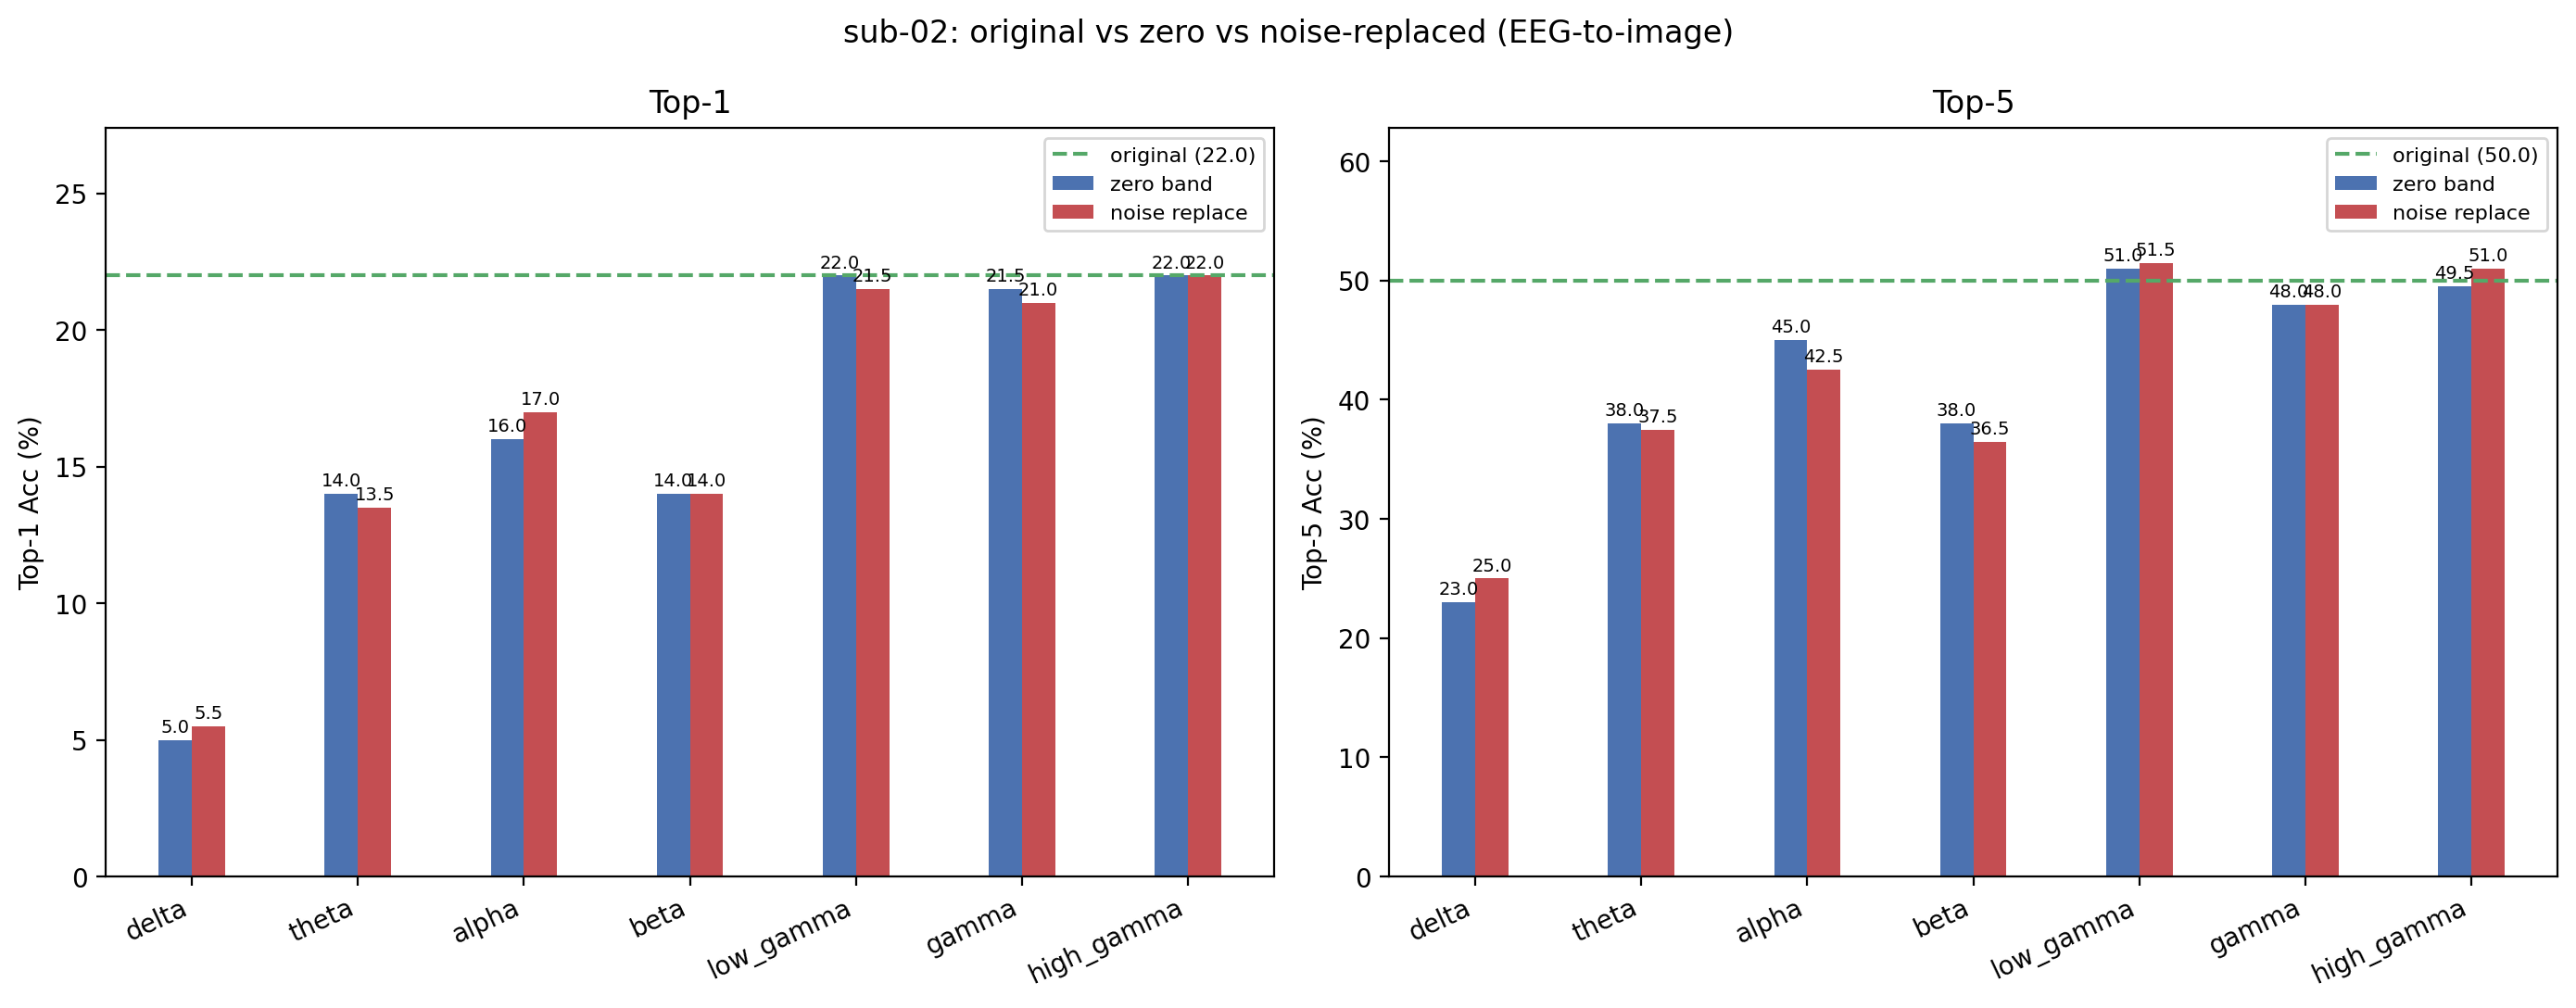 sub-02: original vs zero vs noise-replaced (EEG-to-image)
Top-1
original (22.0)
zero band
noise replace
Top-1 Acc (%)
25
20
15
10
5
0
5.0
5.5
14.0
13.5
16.0
17.0
14.0
14.0
22.0
21.5
21.5
21.0
22.0
22.0
delta
theta
alpha
beta
low_gamma
gamma
high_gamma
Top-5
original (50.0)
zero band
noise replace
Top-5 Acc (%)
60
50
40
30
20
10
0
23.0
25.0
38.0
37.5
45.0
42.5
38.0
36.5
51.0
51.5
48.0
48.0
49.5
51.0
delta
theta
alpha
beta
low_gamma
gamma
high_gamma